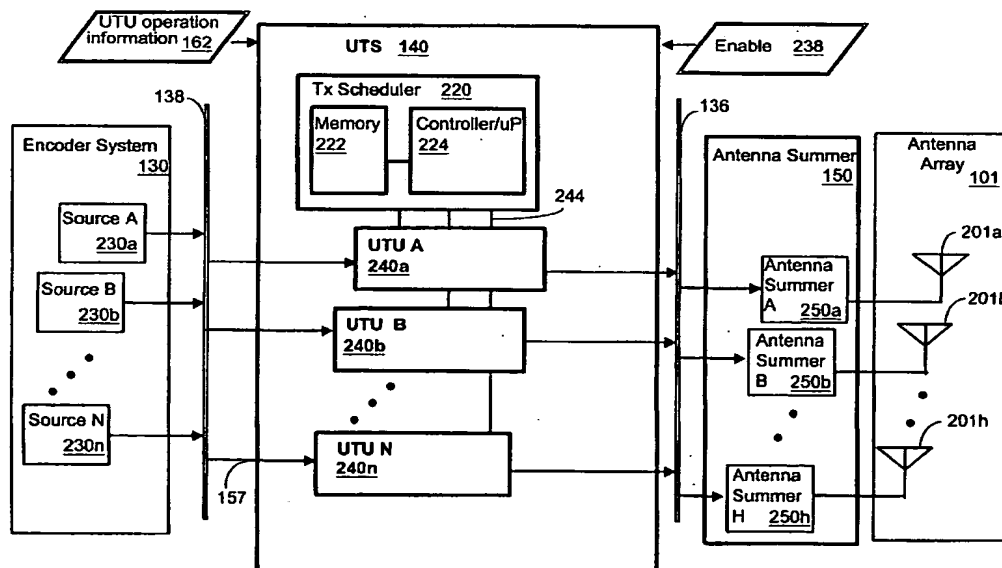 UTU operation
information 162
UTS 140
Enable 238
Tx Scheduler 220
138
136
Memory
222
Controller/uP
224
Encoder System
130
Antenna Summer
150
Antenna
Array
101
244
Source A
230a
UTU A
240a
201a
Antenna
Summer
A 250a
Source B
230b
UTU B
240b
Antenna
Summer
B 250b
Source N
230n
UTU N
240n
201h
157
Antenna
Summer
H 250h